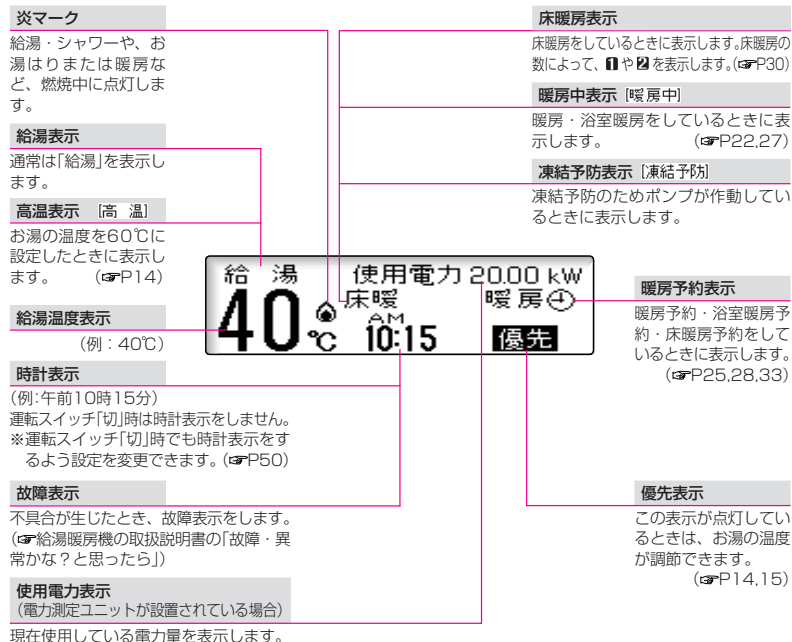 炎マーク
給湯・シャワーや、お
湯はりまたは暖房な
ど、燃焼中に点灯しま
す。
給湯表示
通常は「給湯」を表示し
ます。
高温表示 [高 温]
お湯の温度を60℃に
設定したときに表示し
ます。 (☞P14)
給湯温度表示
(例：40℃)
時計表示
(例:午前10時15分)
運転スイッチ「切」時は時計表示をしません。
※運転スイッチ「切」時でも時計表示をす
るよう設定を変更できます。(☞P50)
故障表示
不具合が生じたとき、故障表示をします。
(☞給湯暖房機の取扱説明書の「故障・異
常かな？と思ったら」)
使用電力表示
(電力測定ユニットが設置されている場合)
現在使用している電力量を表示します。
給 湯 使用電力 20.00 kW
床暖 暖房
40℃ AM 10:15 優先
床暖房表示
床暖房をしているときに表示します。床暖房の
数によって、1や2を表示します。(☞P30)
暖房中表示 [暖房中]
暖房・浴室暖房をしているときに表
示します。 (☞P22,27)
凍結予防表示 [凍結予防]
凍結予防のためポンプが作動してい
るときに表示します。
暖房予約表示
暖房予約・浴室暖房予
約・床暖房予約をして
いるときに表示します。
(☞P25,28,33)
優先表示
この表示が点灯してい
るときは、お湯の温度
が調節できます。
(☞P14,15)